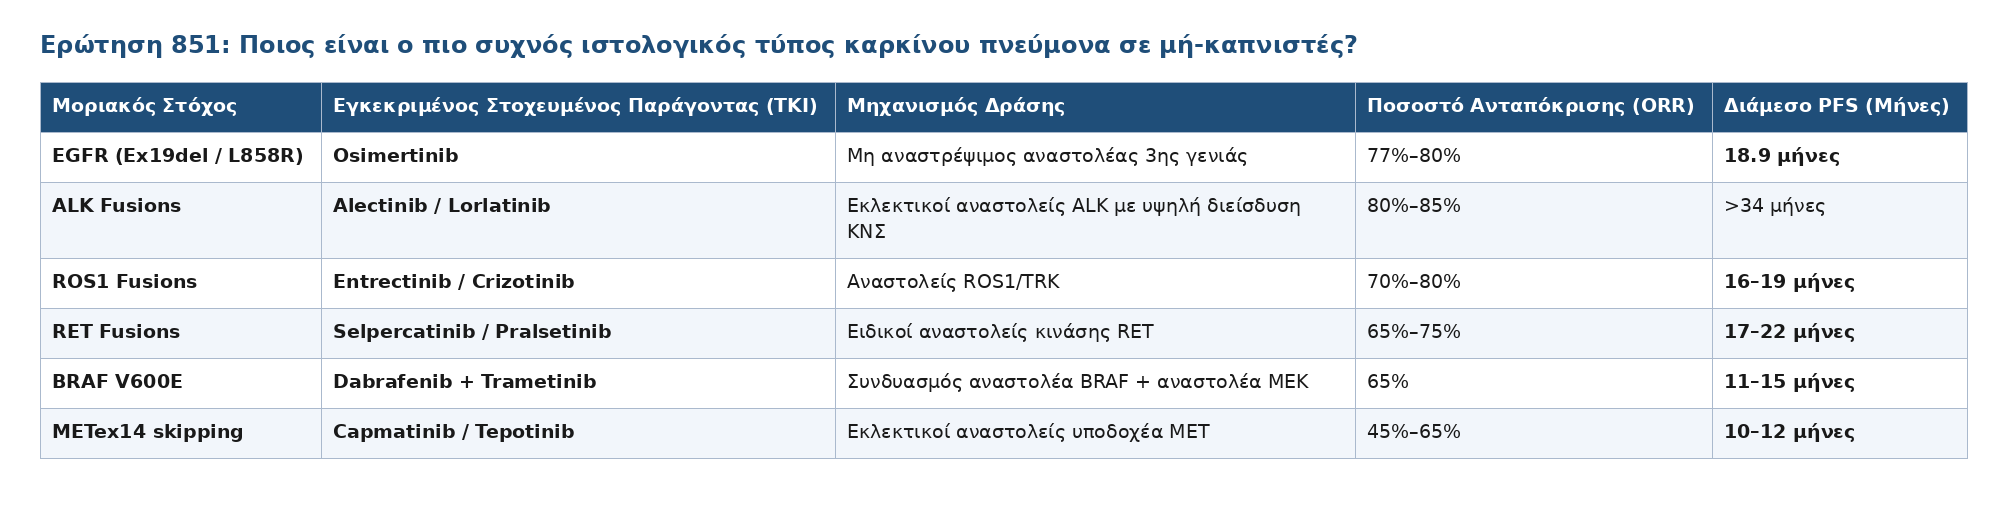 Ερώτηση 851: Ποιος είναι ο πιο συχνός ιστολογικός τύπος καρκίνου πνεύμονα σε μή-καπνιστές?
Μοριακός Στόχος Εγκεκριμένος Στοχευμένος Παράγοντας (TKI) Μηχανισμός Δράσης Ποσοστό Ανταπόκρισης (ORR) Διάμεσο PFS (Μήνες)
EGFR (Ex19del / L858R) Osimertinib Μη αναστρέψιμος αναστολέας 3ης γενιάς 77%–80% 18.9 μήνες
ALK Fusions Alectinib / Lorlatinib Εκλεκτικοί αναστολείς ALK με υψηλή διείσδυση 80%–85% >34 μήνες
ΚΝΣ
ROS1 Fusions Entrectinib / Crizotinib Αναστολείς ROS1/TRK 70%–80% 16–19 μήνες
RET Fusions Selpercatinib / Pralsetinib Ειδικοί αναστολείς κινάσης RET 65%–75% 17–22 μήνες
BRAF V600E Dabrafenib + Trametinib Συνδυασμός αναστολέα BRAF + αναστολέα MEK 65% 11–15 μήνες
METex14 skipping Capmatinib / Tepotinib Εκλεκτικοί αναστολείς υποδοχέα MET 45%–65% 10–12 μήνες